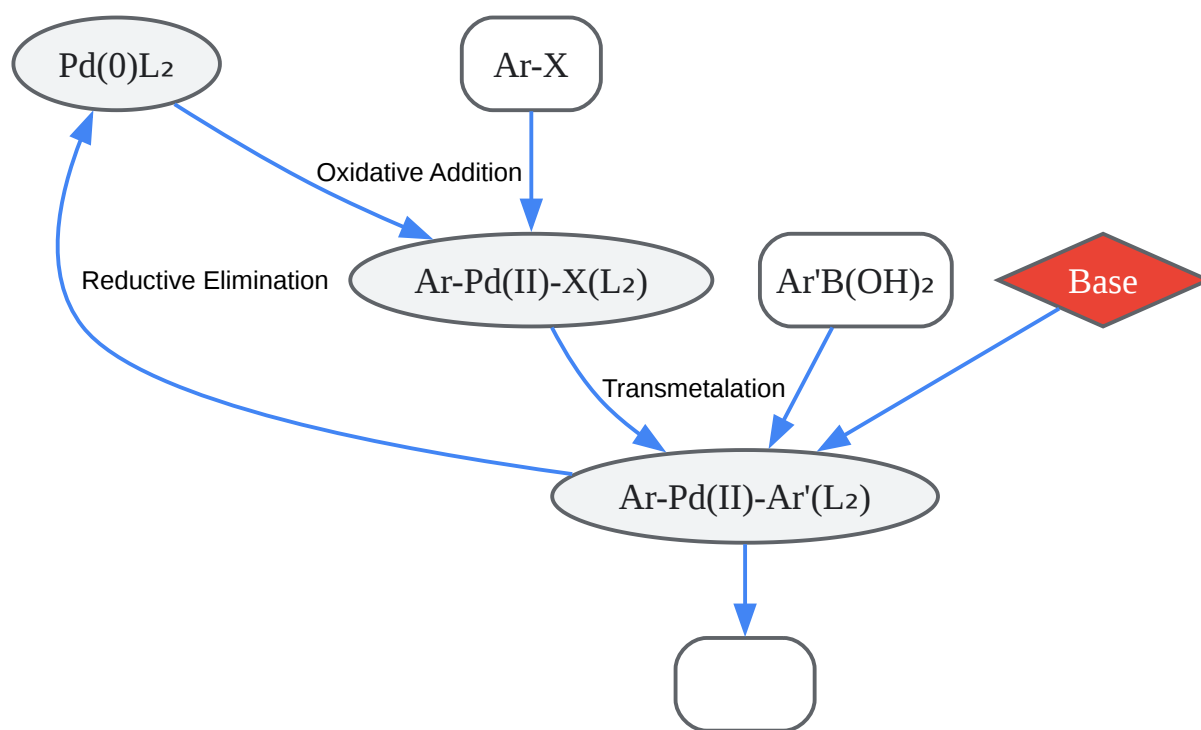 Pd(0)L₂
Ar-X
Oxidative Addition
Reductive Elimination
Ar-Pd(II)-X(L₂)
Ar'B(OH)₂
Base
Transmetalation
Ar-Pd(II)-Ar'(L₂)